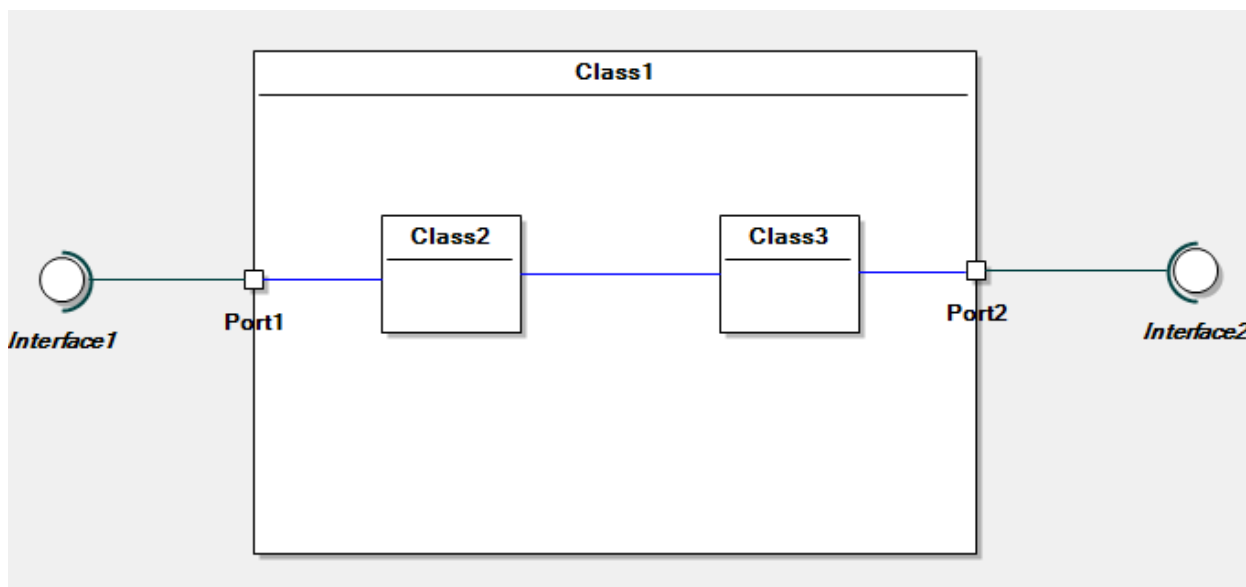 Class1
Class2
Class3
Port1
Port2
Interface1
Interface2